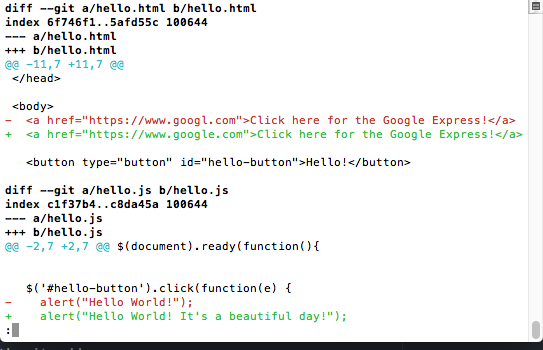 diff --git a/hello.html b/hello.html
index 6f746f1..5afd55c 100644
--- a/hello.html
+++ b/hello.html
@@ -11,7 +11,7 @@
 </head>
 <body>
-  <a href="https://www.googl.com">Click here for the Google Express!</a>
+  <a href="https://www.google.com">Click here for the Google Express!</a>
   <button type="button" id="hello-button">Hello!</button>
diff --git a/hello.js b/hello.js
index c1f37b4..c8da45a 100644
--- a/hello.js
+++ b/hello.js
@@ -2,7 +2,7 @@ $(document).ready(function(){
   $('#hello-button').click(function(e) {
-    alert("Hello World!");
+    alert("Hello World! It's a beautiful day!");
: